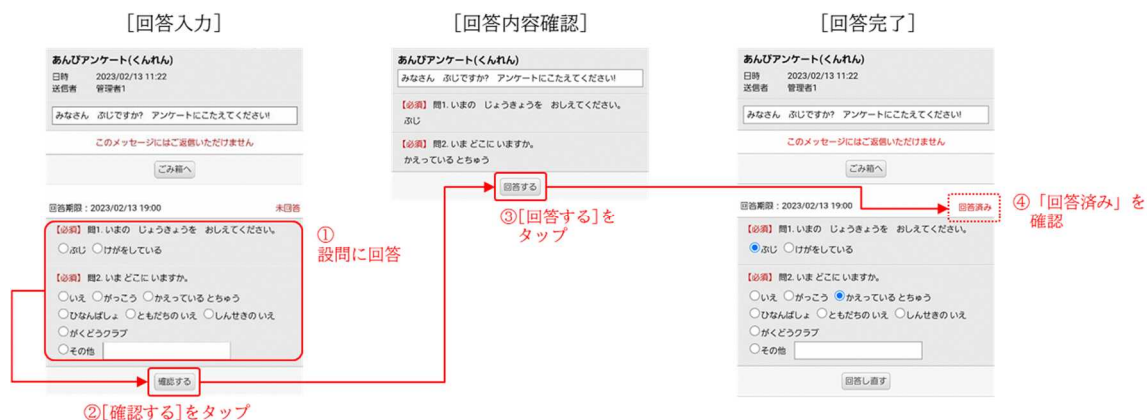 [回答入力]
あんぴアンケート(くんれん)
日時 2023/02/13 11:22
送信者 管理者1
みなさん ぶじですか? アンケートにこたえてください!
このメッセージにはご返信いただけません
ごみ箱へ
回答期限:2023/02/13 19:00 未回答
【必須】 問1. いまの じょうきょうを おしえてください。
ぶじ けがをしている
【必須】 問2. いま どこに いますか。
いえ がっこう かえっている とちゅう
ひなんばしょ ともだちの いえ しんせきの いえ
がくどうクラブ
その他
確認する
①
設問に回答
②[確認する]をタップ
[回答内容確認]
あんぴアンケート(くんれん)
みなさん ぶじですか? アンケートにこたえてください!
【必須】 問1. いまの じょうきょうを おしえてください。
ぶじ
【必須】 問2. いま どこに いますか。
かえっている とちゅう
回答する
③[回答する]を
タップ
[回答完了]
あんぴアンケート(くんれん)
日時 2023/02/13 11:22
送信者 管理者1
みなさん ぶじですか? アンケートにこたえてください!
このメッセージにはご返信いただけません
ごみ箱へ
回答期限:2023/02/13 19:00 回答済み
【必須】 問1. いまの じょうきょうを おしえてください。
ぶじ けがをしている
【必須】 問2. いま どこに いますか。
いえ がっこう かえっている とちゅう
ひなんばしょ ともだちの いえ しんせきの いえ
がくどうクラブ
その他
回答し直す
④「回答済み」を
確認